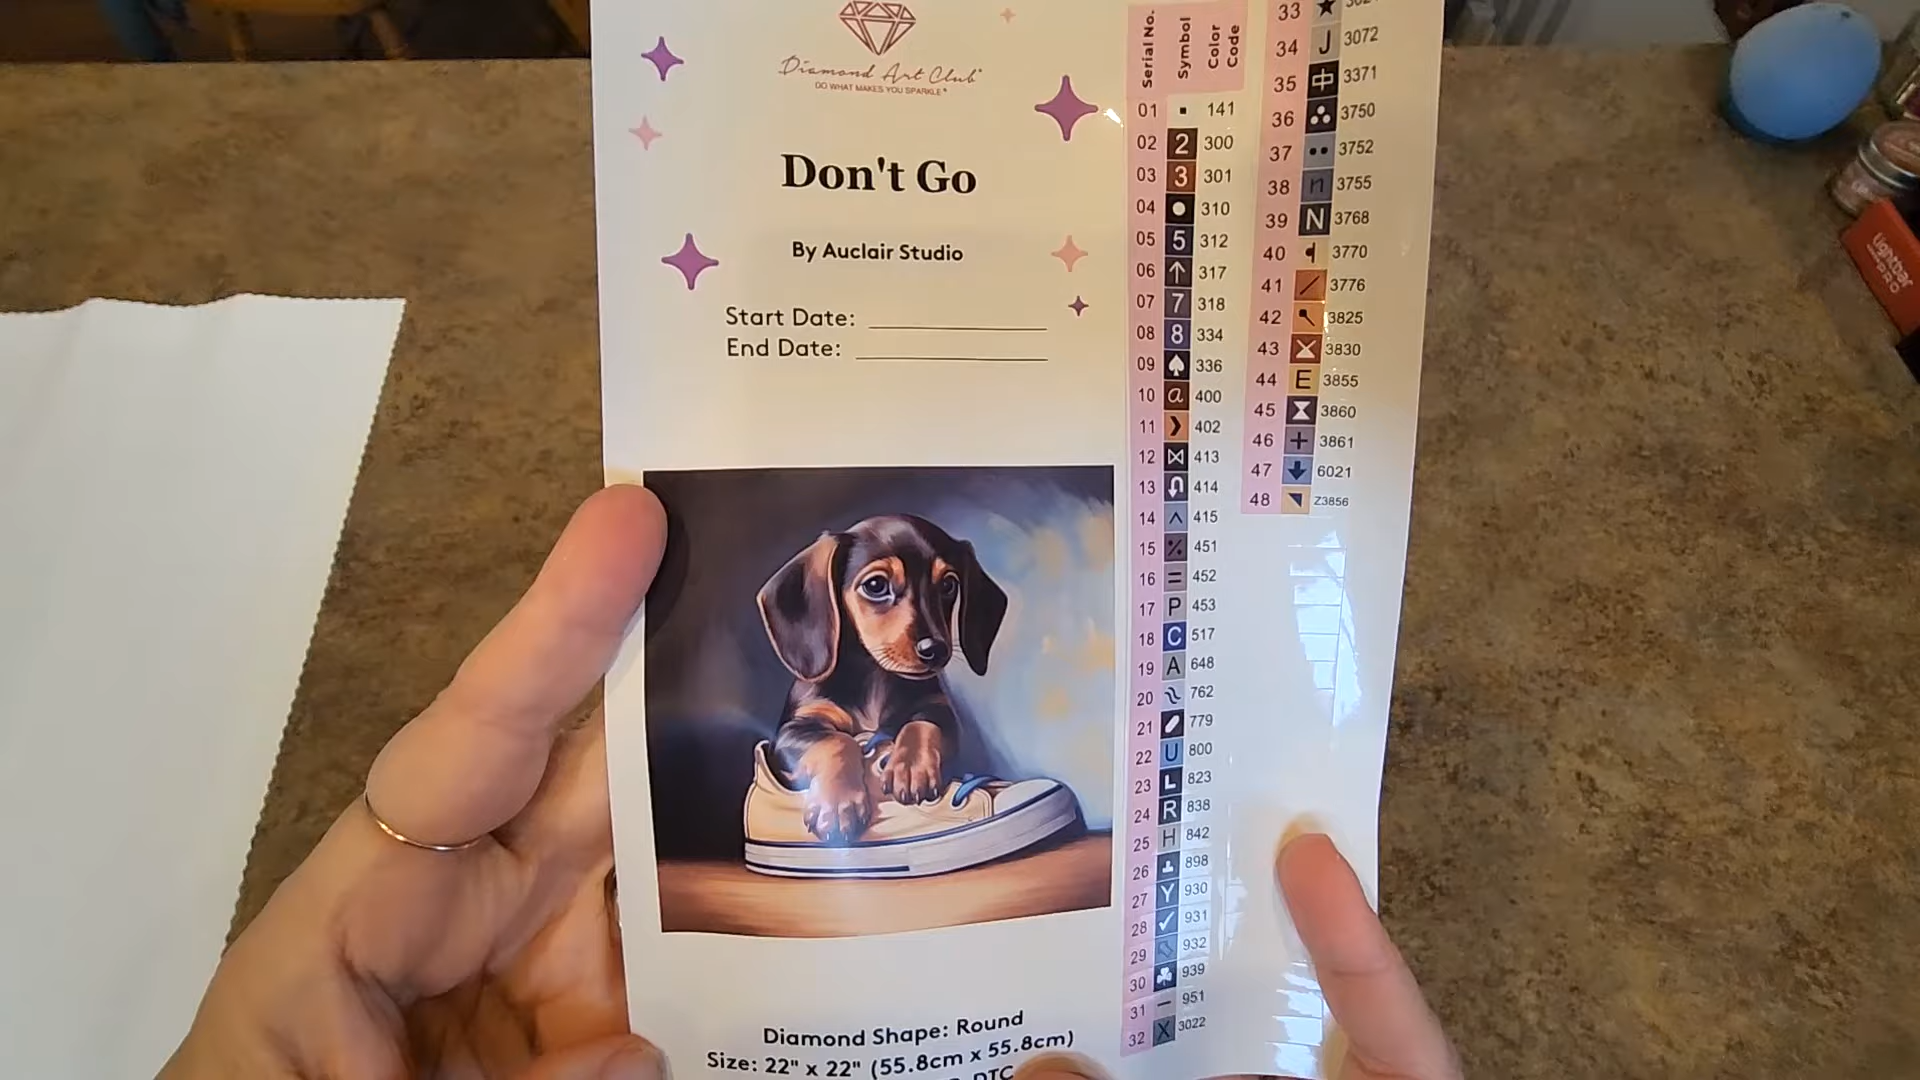 Diamond Art Club
DO WHAT MAKES YOU SPARKLE
Don't Go
By Auclair Studio
Start Date:
End Date:
Diamond Shape: Round
Size: 22" x 22" (55.8cm x 55.8cm)
DTC
Serial No. Symbol Color Code
01 141
02 2 300
03 3 301
04 310
05 5 312
06 317
07 7 318
08 8 334
09 336
10 a 400
11 402
12 413
13 414
14 415
15 451
16 = 452
17 P 453
18 C 517
19 A 648
20 762
21 779
22 U 800
23 L 823
24 R 838
25 H 842
26 898
27 Y 930
28 ✓ 931
29 932
30 939
31 – 951
32 X 3022
33 ★
34 J 3072
35 中 3371
36 3750
37 3752
38 n 3755
39 N 3768
40 3770
41 / 3776
42 3825
43 3830
44 E 3855
45 3860
46 + 3861
47 6021
48 Z3856
Lightbar
PRO